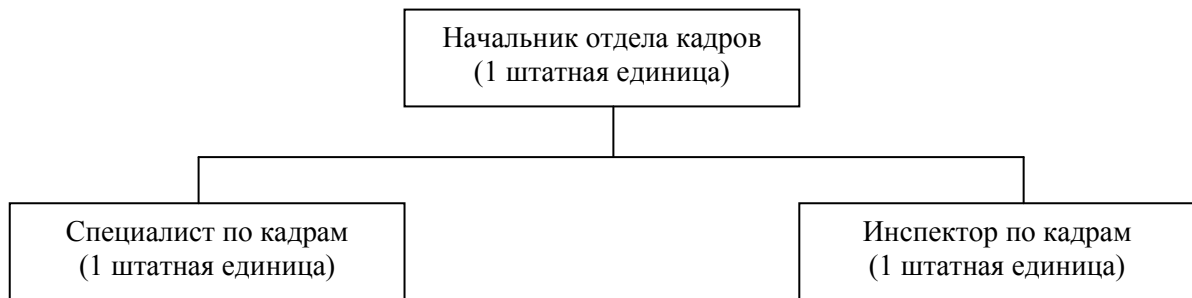 Начальник отдела кадров
(1 штатная единица)
Специалист по кадрам
(1 штатная единица)
Инспектор по кадрам
(1 штатная единица)